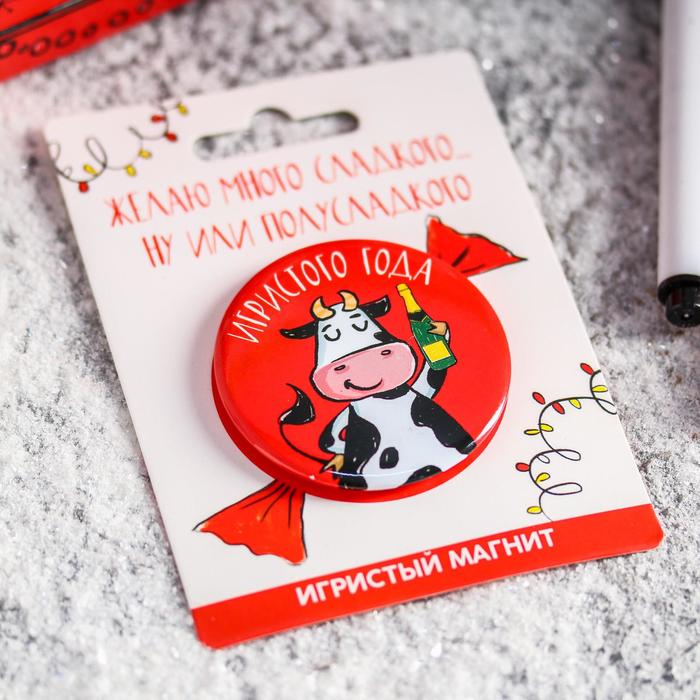 ЖЕЛАЮ МНОГО СЛАДКОГО...
НУ ИЛИ ПОЛУСЛАДКОГО
ИГРИСТОГО ГОДА
ИГРИСТЫЙ МАГНИТ